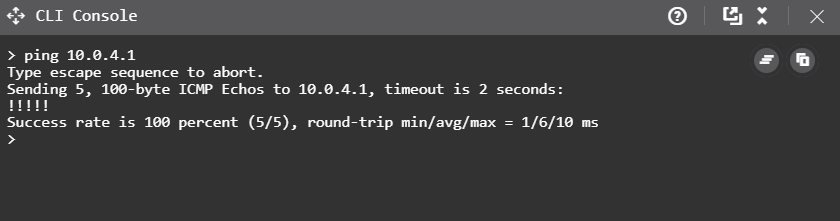 CLI Console
> ping 10.0.4.1
Type escape sequence to abort.
Sending 5, 100-byte ICMP Echos to 10.0.4.1, timeout is 2 seconds:
!!!!!
Success rate is 100 percent (5/5), round-trip min/avg/max = 1/6/10 ms
>